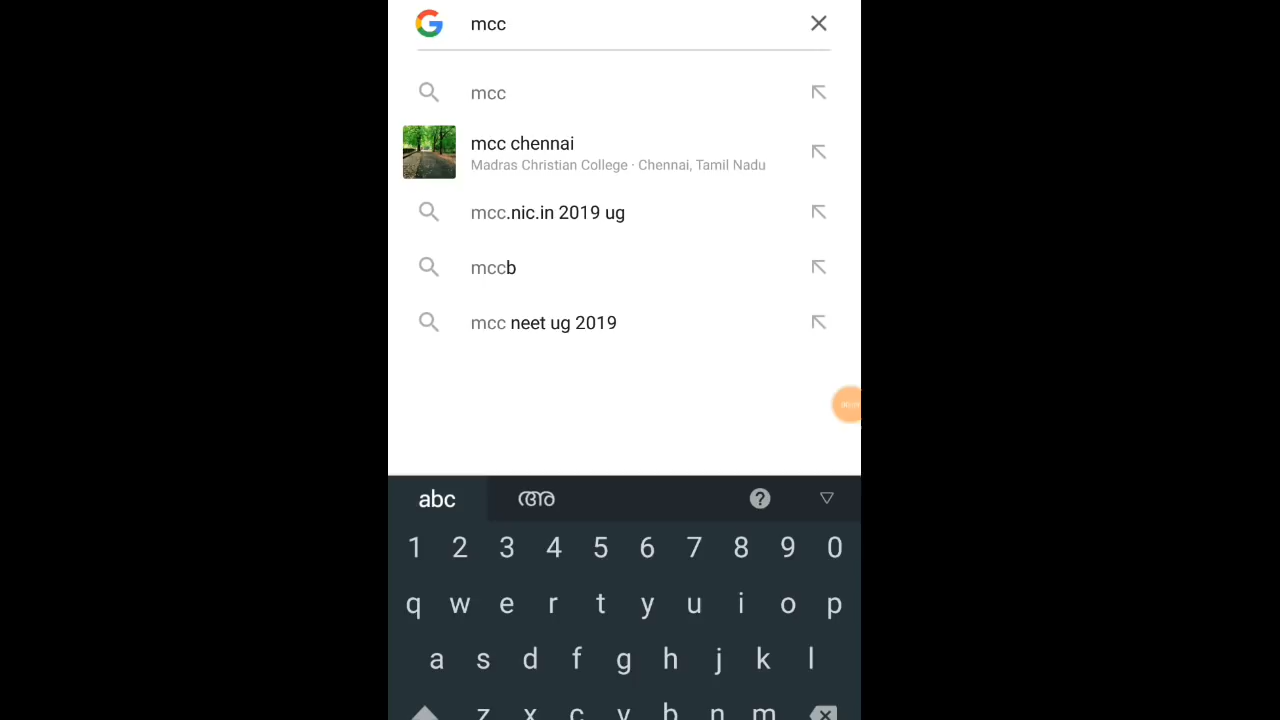 mcc
mcc
mcc chennai
Madras Christian College · Chennai, Tamil Nadu
mcc.nic.in 2019 ug
mccb
mcc neet ug 2019
abc അ ?
1 2 3 4 5 6 7 8 9 0
q w e r t y u i o p
a s d f g h j k l
z x c v b n m